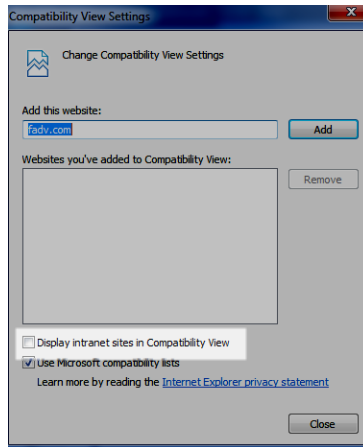 Compatibility View Settings
Change Compatibility View Settings
Add this website:
fadv.com
Add
Websites you've added to Compatibility View:
Remove
Display intranet sites in Compatibility View
Use Microsoft compatibility lists
Learn more by reading the Internet Explorer privacy statement
Close